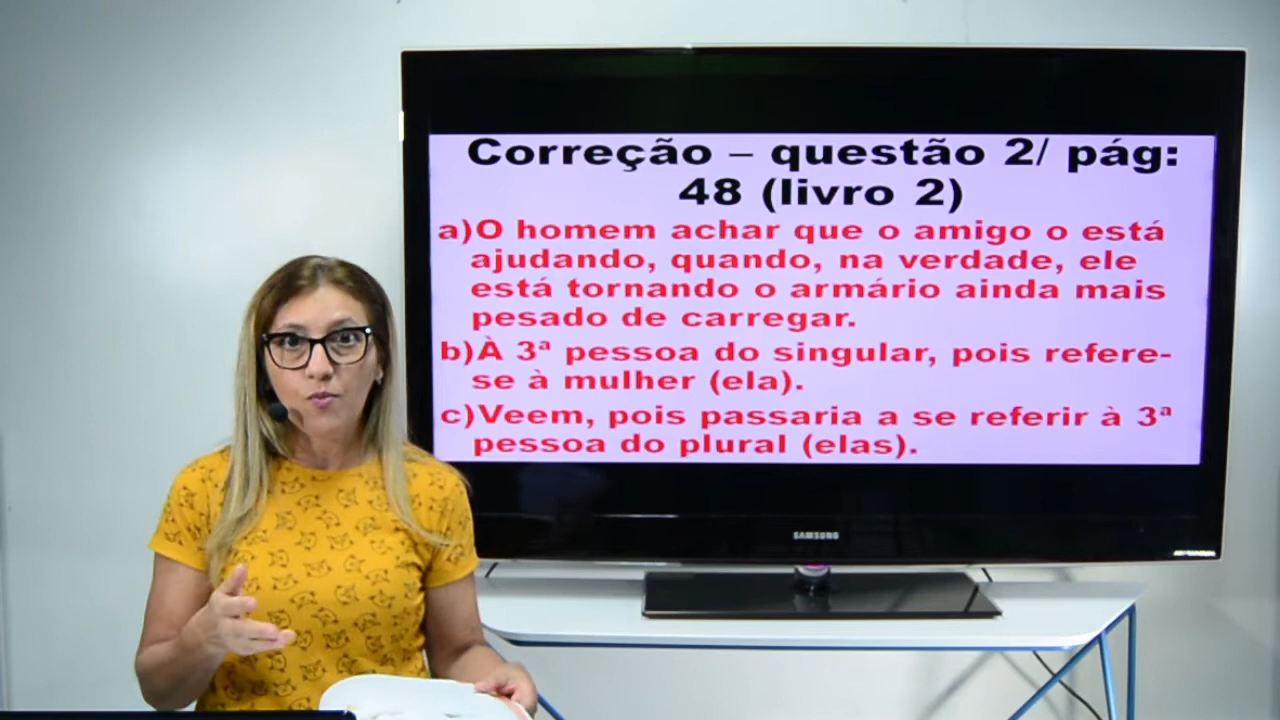 Correção – questão 2/ pág:
48 (livro 2)
a)O homem achar que o amigo o está
ajudando, quando, na verdade, ele
está tornando o armário ainda mais
pesado de carregar.
b)À 3ª pessoa do singular, pois refere-
se à mulher (ela).
c)Veem, pois passaria a se referir à 3ª
pessoa do plural (elas).
SAMSUNG